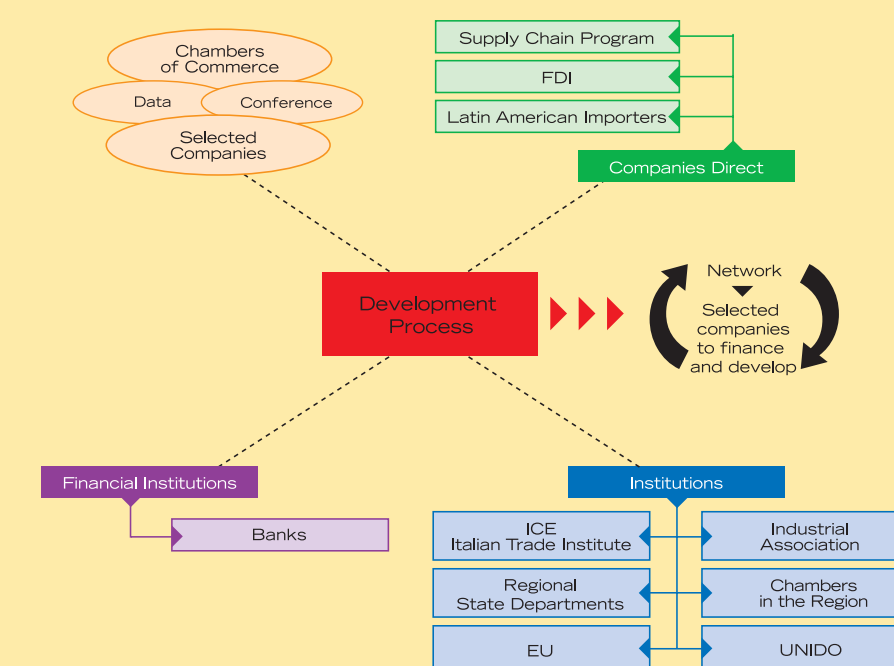 Chambers
of Commerce
Data
Conference
Selected
Companies
Supply Chain Program
FDI
Latin American Importers
Companies Direct
Development
Process
Network
Selected
companies
to finance
and develop
Financial Institutions
Banks
Institutions
ICE
Italian Trade Institute
Industrial
Association
Regional
State Departments
Chambers
in the Region
EU
UNIDO